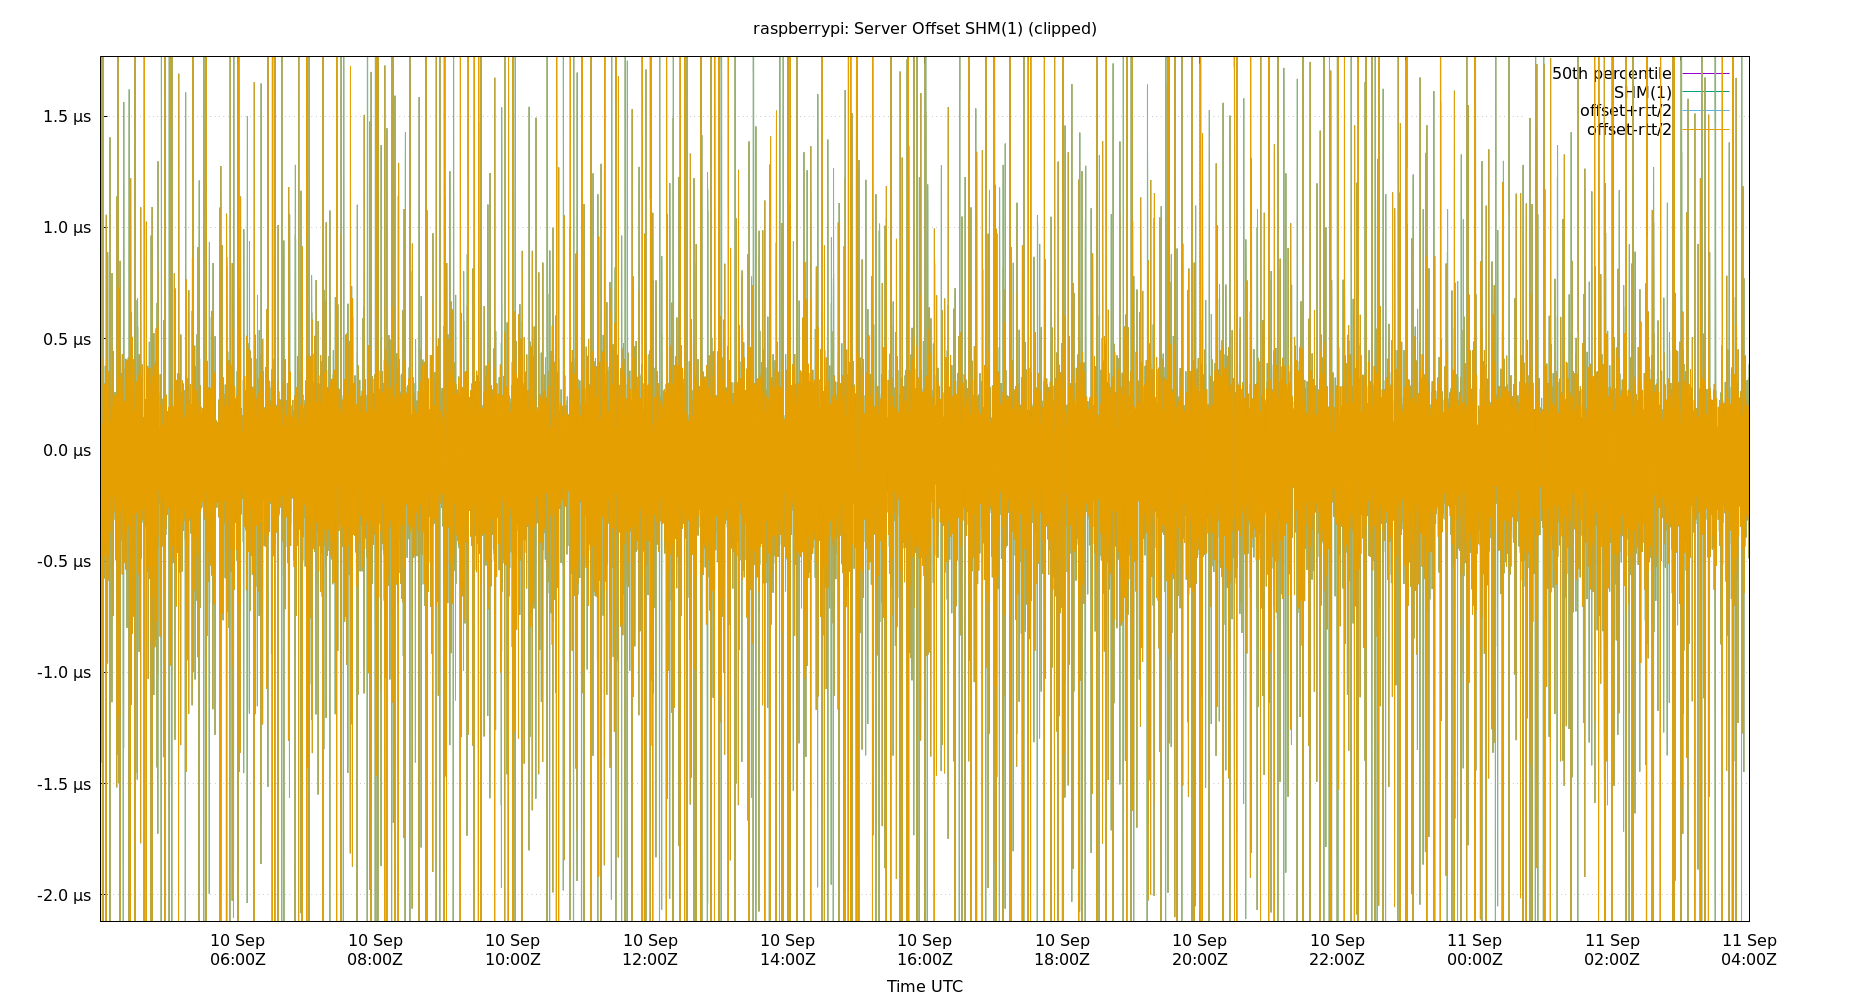 raspberrypi: Server Offset SHM(1) (clipped)
50th percentile
SHM(1)
offset+rtt/2
offset-rtt/2
1.5 µs
1.0 µs
0.5 µs
0.0 µs
-0.5 µs
-1.0 µs
-1.5 µs
-2.0 µs
10 Sep 10 Sep 10 Sep 10 Sep 10 Sep 10 Sep 10 Sep 10 Sep 10 Sep 11 Sep 11 Sep 11 Sep
06:00Z 08:00Z 10:00Z 12:00Z 14:00Z 16:00Z 18:00Z 20:00Z 22:00Z 00:00Z 02:00Z 04:00Z
Time UTC